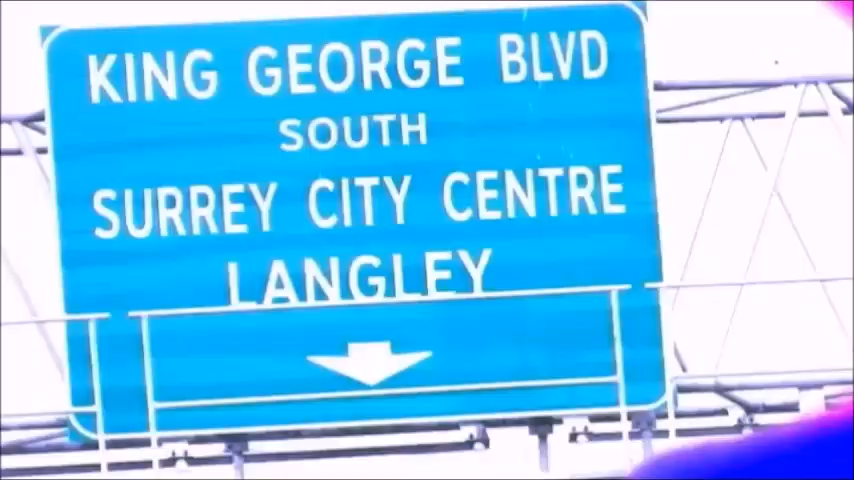 KING GEORGE BLVD
SOUTH
SURREY CITY CENTRE
LANGLEY